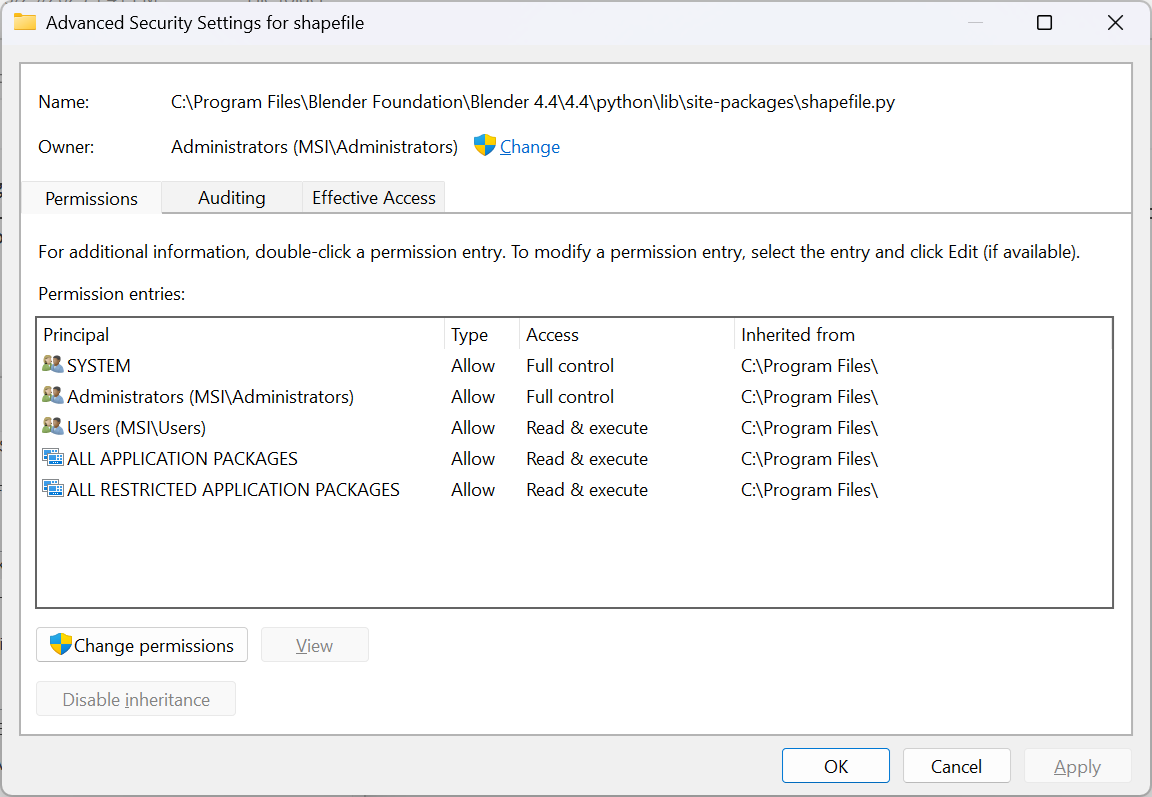 Advanced Security Settings for shapefile
Name: C:\Program Files\Blender Foundation\Blender 4.4\4.4\python\lib\site-packages\shapefile.py
Owner: Administrators (MSI\Administrators) Change
Permissions Auditing Effective Access
For additional information, double-click a permission entry. To modify a permission entry, select the entry and click Edit (if available).
Permission entries:
Principal Type Access Inherited from
SYSTEM Allow Full control C:\Program Files\
Administrators (MSI\Administrators) Allow Full control C:\Program Files\
Users (MSI\Users) Allow Read & execute C:\Program Files\
ALL APPLICATION PACKAGES Allow Read & execute C:\Program Files\
ALL RESTRICTED APPLICATION PACKAGES Allow Read & execute C:\Program Files\
Change permissions View
Disable inheritance
OK Cancel Apply